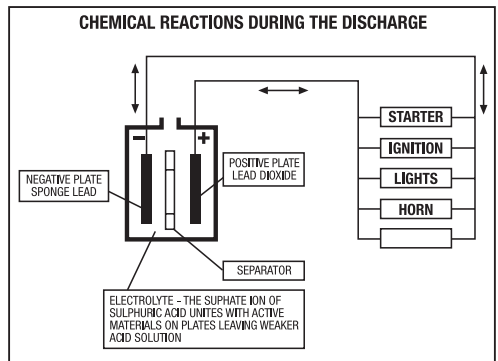 CHEMICAL REACTIONS DURING THE DISCHARGE
STARTER
IGNITION
LIGHTS
HORN
− +
NEGATIVE PLATE
SPONGE LEAD
POSITIVE PLATE
LEAD DIOXIDE
SEPARATOR
ELECTROLYTE - THE SUPHATE ION OF
SULPHURIC ACID UNITES WITH ACTIVE
MATERIALS ON PLATES LEAVING WEAKER
ACID SOLUTION